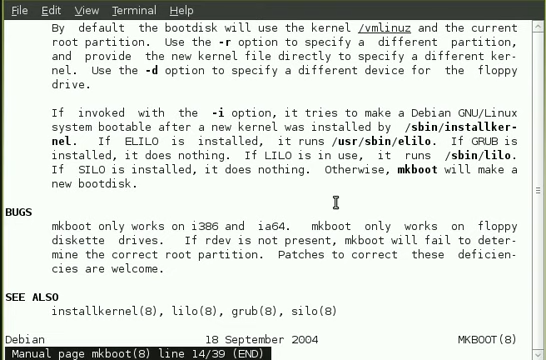 File Edit View Terminal Help
By default the bootdisk will use the kernel /vmlinuz and the current
root partition. Use the -r option to specify a different partition,
and provide the new kernel file directly to specify a different ker-
nel. Use the -d option to specify a different device for the floppy
drive.
If invoked with the -i option, it tries to make a Debian GNU/Linux
system bootable after a new kernel was installed by /sbin/installker-
nel. If ELILO is installed, it runs /usr/sbin/elilo. If GRUB is
installed, it does nothing. If LILO is in use, it runs /sbin/lilo.
If SILO is installed, it does nothing. Otherwise, mkboot will make a
new bootdisk.
BUGS
mkboot only works on i386 and ia64. mkboot only works on floppy
diskette drives. If rdev is not present, mkboot will fail to deter-
mine the correct root partition. Patches to correct these deficien-
cies are welcome.
SEE ALSO
installkernel(8), lilo(8), grub(8), silo(8)
Debian 18 September 2004 MKBOOT(8)
Manual page mkboot(8) line 14/39 (END)